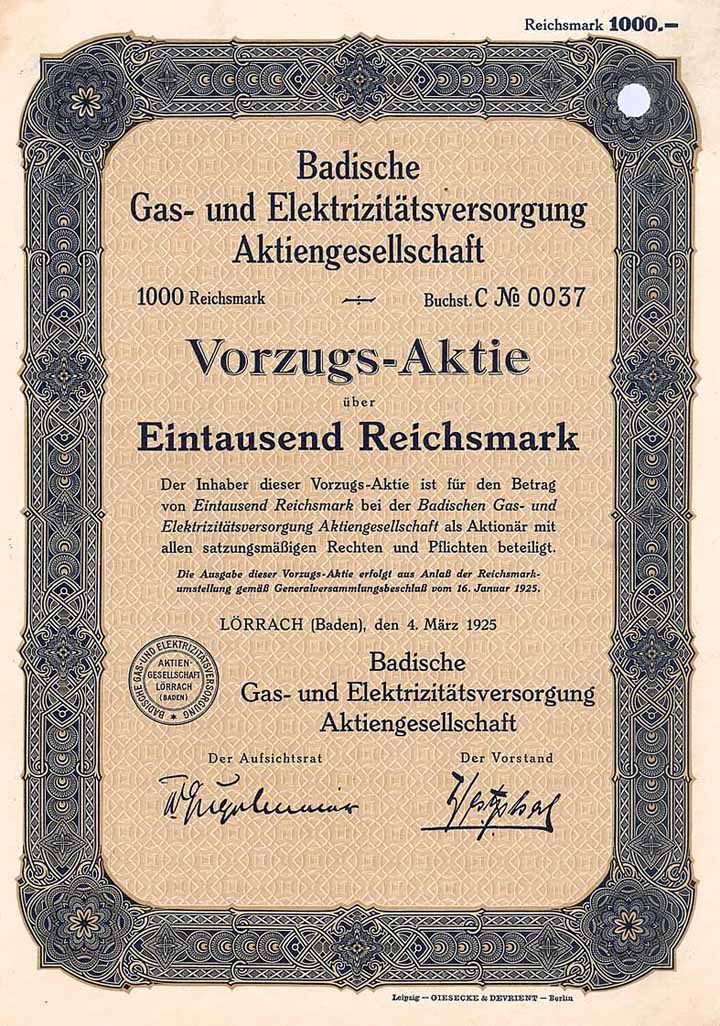 Reichsmark 1000.—
Badische
Gas- und Elektrizitätsversorgung
Aktiengesellschaft
1000 Reichsmark Buchst. C № 0037
Vorzugs-Aktie
über
Eintausend Reichsmark
Der Inhaber dieser Vorzugs-Aktie ist für den Betrag
von Eintausend Reichsmark bei der Badischen Gas- und
Elektrizitätsversorgung Aktiengesellschaft als Aktionär mit
allen satzungsmäßigen Rechten und Pflichten beteiligt.
Die Ausgabe dieser Vorzugs-Aktie erfolgt aus Anlaß der Reichsmark-
umstellung gemäß Generalversammlungsbeschluß vom 16. Januar 1925.
LÖRRACH (Baden), den 4. März 1925
BADISCHE GAS- UND ELEKTRIZITÄTSVERSORGUNG
AKTIEN-
GESELLSCHAFT
LÖRRACH
(BADEN)
Badische
Gas- und Elektrizitätsversorgung
Aktiengesellschaft
Der Aufsichtsrat Der Vorstand
Leipzig — GIESECKE & DEVRIENT — Berlin